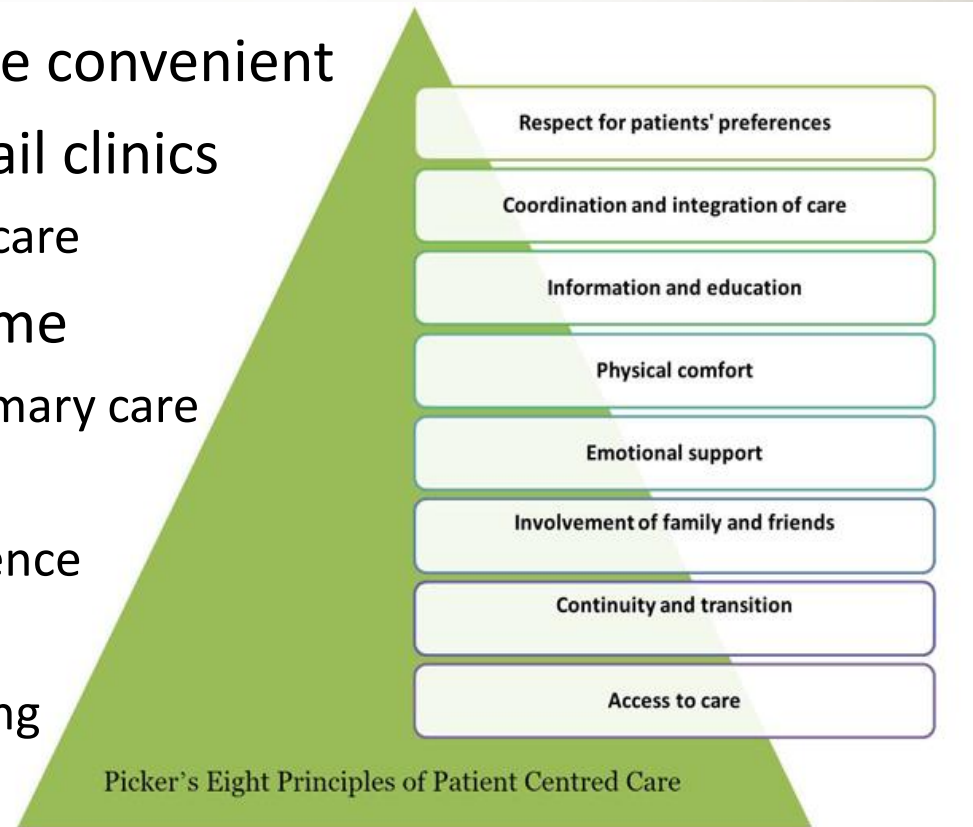 e convenient
ail clinics
care
me
mary care
ence
ng
Respect for patients' preferences
Coordination and integration of care
Information and education
Physical comfort
Emotional support
Involvement of family and friends
Continuity and transition
Access to care
Picker’s Eight Principles of Patient Centred Care